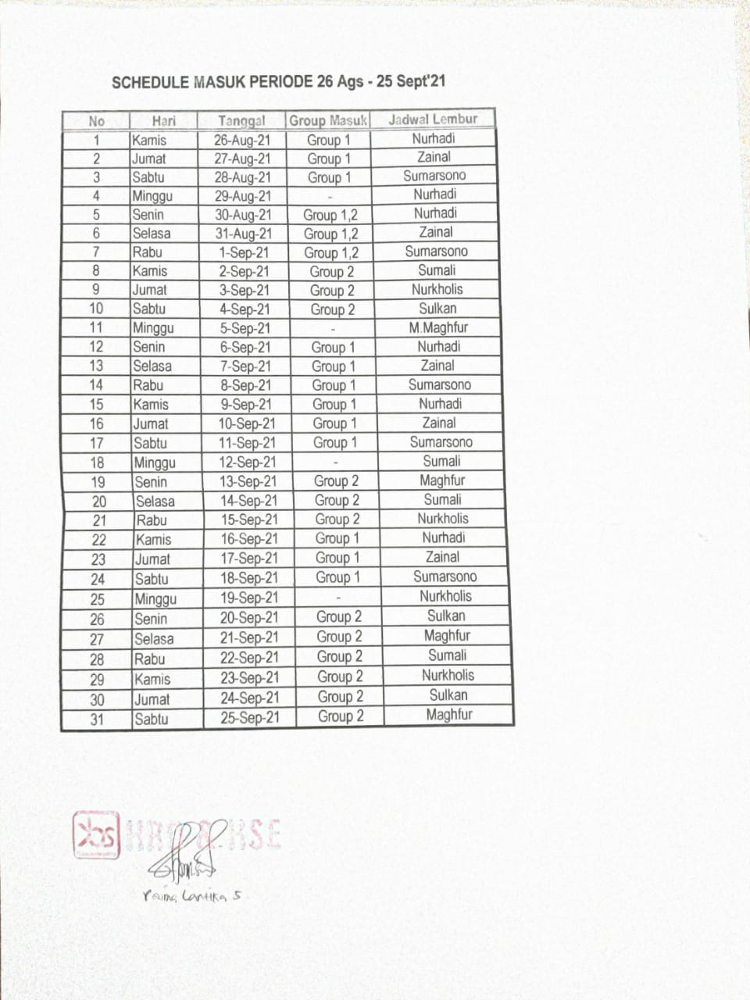 SCHEDULE MASUK PERIODE 26 Ags - 25 Sept'21
No Hari Tanggal Group Masuk Jadwal Lembur
1 Kamis 26-Aug-21 Group 1 Nurhadi
2 Jumat 27-Aug-21 Group 1 Zainal
3 Sabtu 28-Aug-21 Group 1 Sumarsono
4 Minggu 29-Aug-21 - Nurhadi
5 Senin 30-Aug-21 Group 1,2 Nurhadi
6 Selasa 31-Aug-21 Group 1,2 Zainal
7 Rabu 1-Sep-21 Group 1,2 Sumarsono
8 Kamis 2-Sep-21 Group 2 Sumali
9 Jumat 3-Sep-21 Group 2 Nurkholis
10 Sabtu 4-Sep-21 Group 2 Sulkan
11 Minggu 5-Sep-21 - M.Maghfur
12 Senin 6-Sep-21 Group 1 Nurhadi
13 Selasa 7-Sep-21 Group 1 Zainal
14 Rabu 8-Sep-21 Group 1 Sumarsono
15 Kamis 9-Sep-21 Group 1 Nurhadi
16 Jumat 10-Sep-21 Group 1 Zainal
17 Sabtu 11-Sep-21 Group 1 Sumarsono
18 Minggu 12-Sep-21 - Sumali
19 Senin 13-Sep-21 Group 2 Maghfur
20 Selasa 14-Sep-21 Group 2 Sumali
21 Rabu 15-Sep-21 Group 2 Nurkholis
22 Kamis 16-Sep-21 Group 1 Nurhadi
23 Jumat 17-Sep-21 Group 1 Zainal
24 Sabtu 18-Sep-21 Group 1 Sumarsono
25 Minggu 19-Sep-21 - Nurkholis
26 Senin 20-Sep-21 Group 2 Sulkan
27 Selasa 21-Sep-21 Group 2 Maghfur
28 Rabu 22-Sep-21 Group 2 Sumali
29 Kamis 23-Sep-21 Group 2 Nurkholis
30 Jumat 24-Sep-21 Group 2 Sulkan
31 Sabtu 25-Sep-21 Group 2 Maghfur
kbs HSE
Lantika S